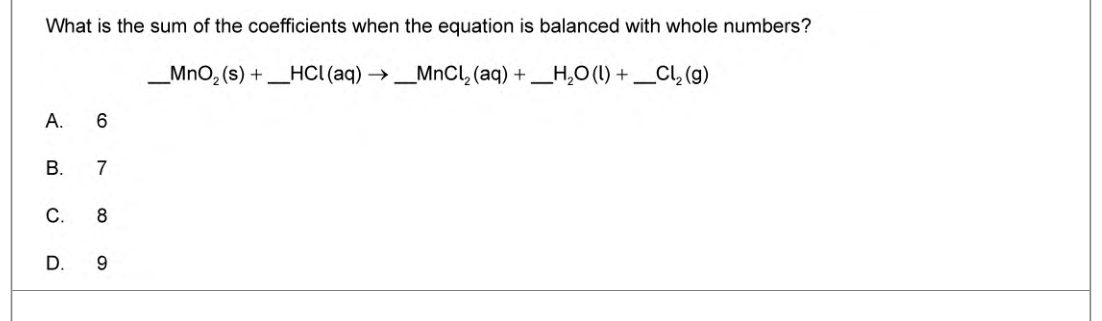 What is the sum of the coefficients when the equation is balanced with whole numbers?
__MnO₂(s) + __HCl(aq) → __MnCl₂(aq) + __H₂O(l) + __Cl₂(g)
A. 6
B. 7
C. 8
D. 9